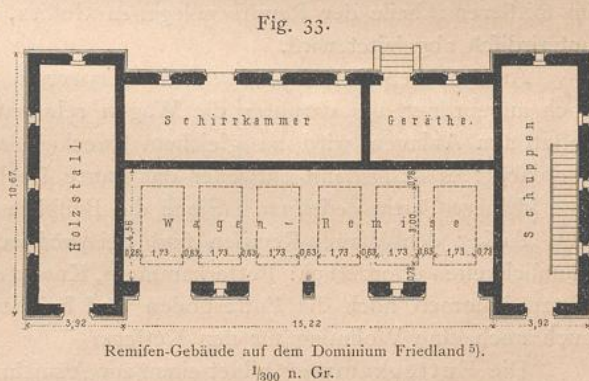 Fig. 33.
Schirrkammer
Geräthe.
Holzstall
Schuppen
Wagen-Remise
10,67
4,56
0,78
3,00
0,78
0,28 1,73 0,63 1,73 0,63 1,73 0,63 1,73 0,63 1,73 0,63 1,73 0,78
3,92 15,22 3,92
Remisen-Gebäude auf dem Dominium Friedland 5).
1/300 n. Gr.